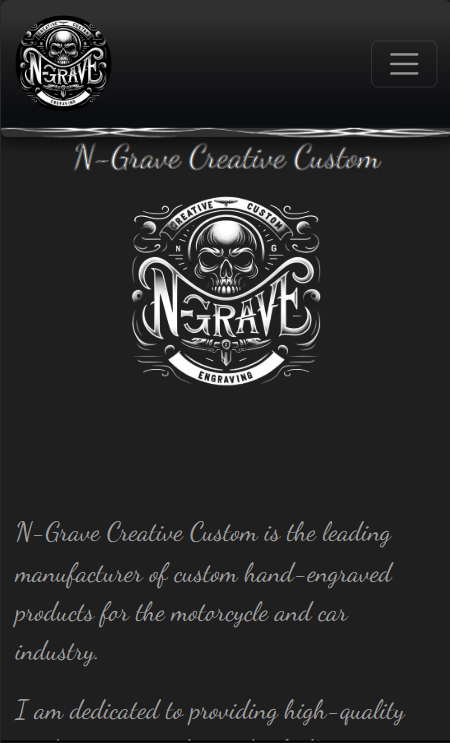 CREATIVE CUSTOM
N-GRAVE
ENGRAVING
N-Grave Creative Custom
CREATIVE CUSTOM
N G
N-GRAVE
ENGRAVING
N-Grave Creative Custom is the leading
manufacturer of custom hand-engraved
products for the motorcycle and car
industry.
I am dedicated to providing high-quality